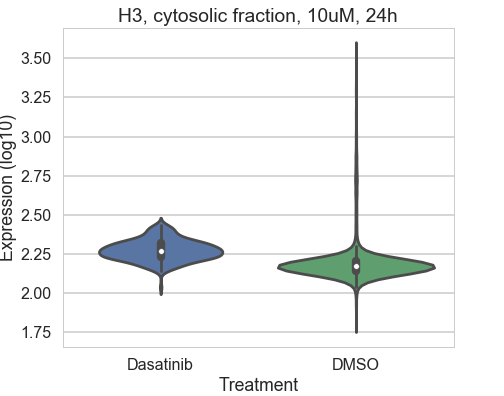 H3, cytosolic fraction, 10uM, 24h
Expression (log10)
3.50
3.25
3.00
2.75
2.50
2.25
2.00
1.75
Dasatinib
DMSO
Treatment